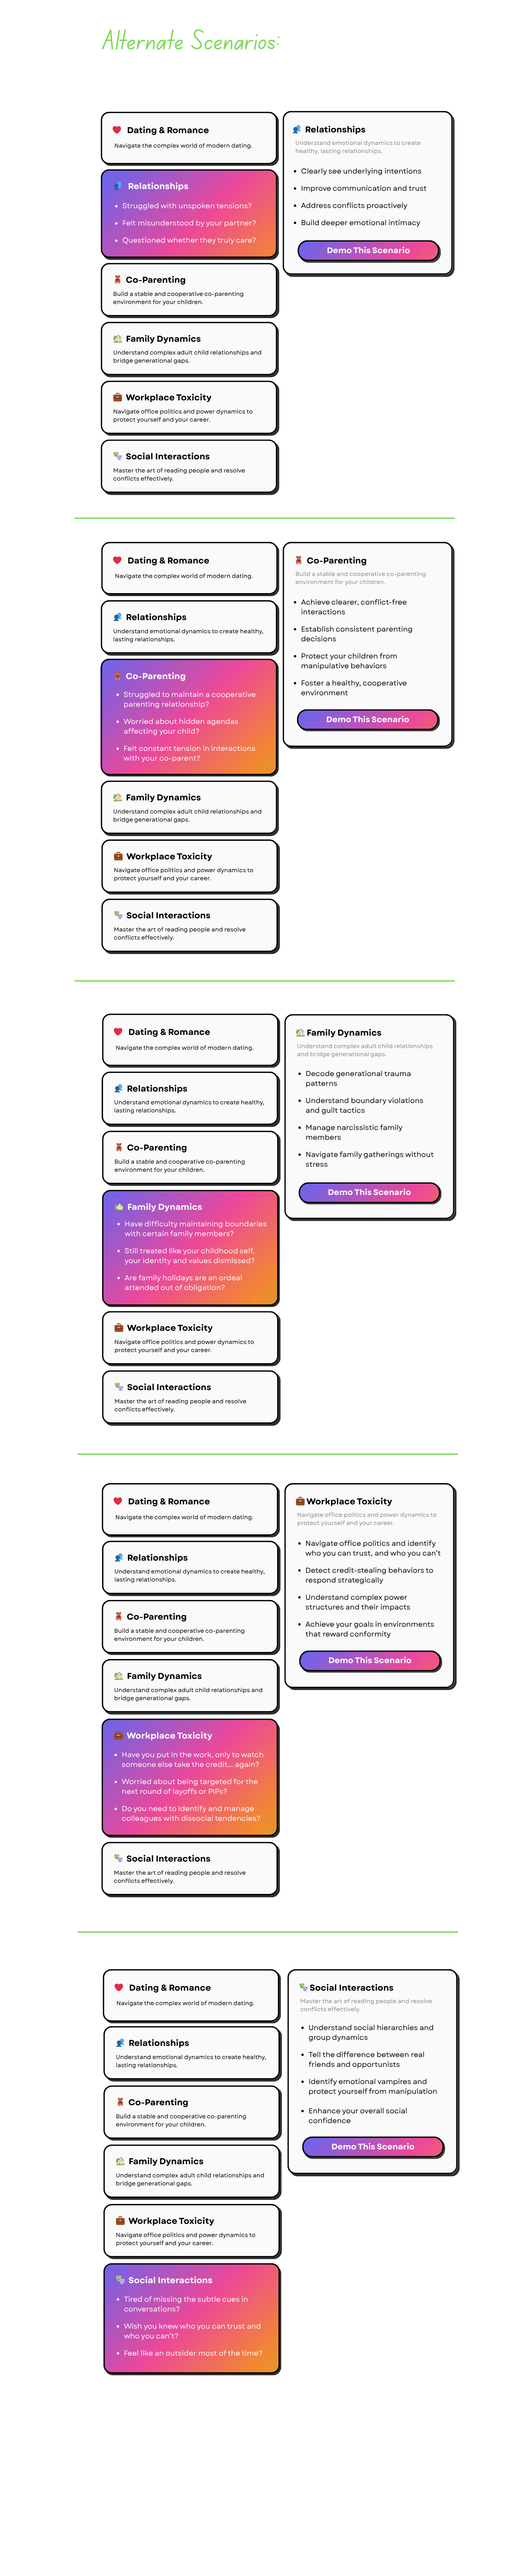 Alternate Scenarios:
Dating & Romance
Navigate the complex world of modern dating.
Relationships
• Struggled with unspoken tensions?
• Felt misunderstood by your partner?
• Questioned whether they truly care?
Co-Parenting
Build a stable and cooperative co-parenting
environment for your children.
Family Dynamics
Understand complex adult child relationships and
bridge generational gaps.
Workplace Toxicity
Navigate office politics and power dynamics to
protect yourself and your career.
Social Interactions
Master the art of reading people and resolve
conflicts effectively.
Relationships
Understand emotional dynamics to create
healthy, lasting relationships.
• Clearly see underlying intentions
• Improve communication and trust
• Address conflicts proactively
• Build deeper emotional intimacy
Demo This Scenario
Dating & Romance
Navigate the complex world of modern dating.
Relationships
Understand emotional dynamics to create healthy,
lasting relationships.
Co-Parenting
• Struggled to maintain a cooperative
parenting relationship?
• Worried about hidden agendas
affecting your child?
• Felt constant tension in interactions
with your co-parent?
Family Dynamics
Understand complex adult child relationships and
bridge generational gaps.
Workplace Toxicity
Navigate office politics and power dynamics to
protect yourself and your career.
Social Interactions
Master the art of reading people and resolve
conflicts effectively.
Co-Parenting
Build a stable and cooperative co-parenting
environment for your children.
• Achieve clearer, conflict-free
interactions
• Establish consistent parenting
decisions
• Protect your children from
manipulative behaviors
• Foster a healthy, cooperative
environment
Demo This Scenario
Dating & Romance
Navigate the complex world of modern dating.
Relationships
Understand emotional dynamics to create healthy,
lasting relationships.
Co-Parenting
Build a stable and cooperative co-parenting
environment for your children.
Family Dynamics
• Have difficulty maintaining boundaries
with certain family members?
• Still treated like your childhood self,
your identity and values dismissed?
• Are family holidays are an ordeal
attended out of obligation?
Workplace Toxicity
Navigate office politics and power dynamics to
protect yourself and your career.
Social Interactions
Master the art of reading people and resolve
conflicts effectively.
Family Dynamics
Understand complex adult child relationships
and bridge generational gaps.
• Decode generational trauma
patterns
• Understand boundary violations
and guilt tactics
• Manage narcissistic family
members
• Navigate family gatherings without
stress
Demo This Scenario
Dating & Romance
Navigate the complex world of modern dating.
Relationships
Understand emotional dynamics to create healthy,
lasting relationships.
Co-Parenting
Build a stable and cooperative co-parenting
environment for your children.
Family Dynamics
Understand complex adult child relationships and
bridge generational gaps.
Workplace Toxicity
• Have you put in the work, only to watch
someone else take the credit... again?
• Worried about being targeted for the
next round of layoffs or PIPs?
• Do you need to identify and manage
colleagues with dissocial tendencies?
Social Interactions
Master the art of reading people and resolve
conflicts effectively.
Workplace Toxicity
Navigate office politics and power dynamics to
protect yourself and your career.
• Navigate office politics and identify
who you can trust, and who you can't
• Detect credit-stealing behaviors to
respond strategically
• Understand complex power
structures and their impacts
• Achieve your goals in environments
that reward conformity
Demo This Scenario
Dating & Romance
Navigate the complex world of modern dating.
Relationships
Understand emotional dynamics to create healthy,
lasting relationships.
Co-Parenting
Build a stable and cooperative co-parenting
environment for your children.
Family Dynamics
Understand complex adult child relationships and
bridge generational gaps.
Workplace Toxicity
Navigate office politics and power dynamics to
protect yourself and your career.
Social Interactions
• Tired of missing the subtle cues in
conversations?
• Wish you knew who you can trust and
who you can't?
• Feel like an outsider most of the time?
Social Interactions
Master the art of reading people and resolve
conflicts effectively.
• Understand social hierarchies and
group dynamics
• Tell the difference between real
friends and opportunists
• Identify emotional vampires and
protect yourself from manipulation
• Enhance your overall social
confidence
Demo This Scenario